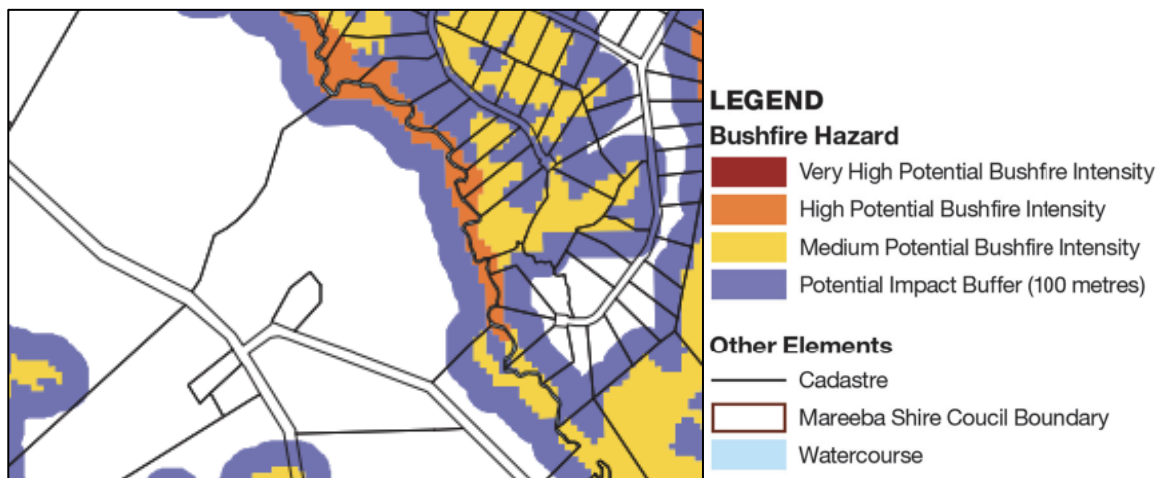 LEGEND
Bushfire Hazard
Very High Potential Bushfire Intensity
High Potential Bushfire Intensity
Medium Potential Bushfire Intensity
Potential Impact Buffer (100 metres)
Other Elements
Cadastre
Mareeba Shire Coucil Boundary
Watercourse